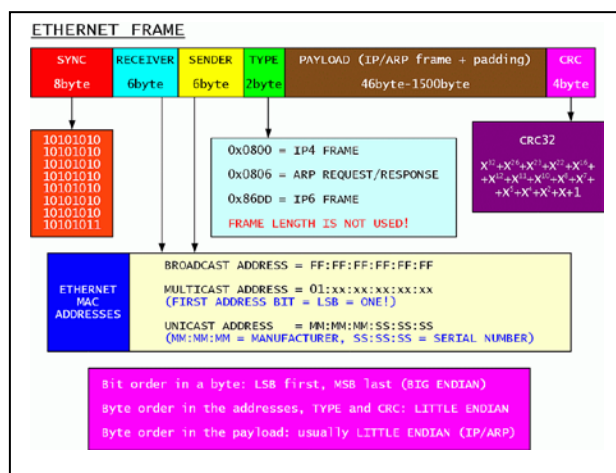 ETHERNET FRAME
SYNC RECEIVER SENDER TYPE PAYLOAD (IP/ARP frame + padding) CRC
8byte 6byte 6byte 2byte 46byte-1500byte 4byte
10101010
10101010
10101010
10101010
10101010
10101010
10101010
10101011
0x0800 = IP4 FRAME
0x0806 = ARP REQUEST/RESPONSE
0x86DD = IP6 FRAME
FRAME LENGTH IS NOT USED!
CRC32
+X⁵+X⁴+X²+X+1
ETHERNET
MAC
ADDRESSES
BROADCAST ADDRESS = FF:FF:FF:FF:FF:FF
MULTICAST ADDRESS = 01:xx:xx:xx:xx:xx
(FIRST ADDRESS BIT = LSB = ONE!)
UNICAST ADDRESS = MM:MM:MM:SS:SS:SS
(MM:MM:MM = MANUFACTURER, SS:SS:SS = SERIAL NUMBER)
Bit order in a byte: LSB first, MSB last (BIG ENDIAN)
Byte order in the addresses, TYPE and CRC: LITTLE ENDIAN
Byte order in the payload: usually LITTLE ENDIAN (IP/ARP)